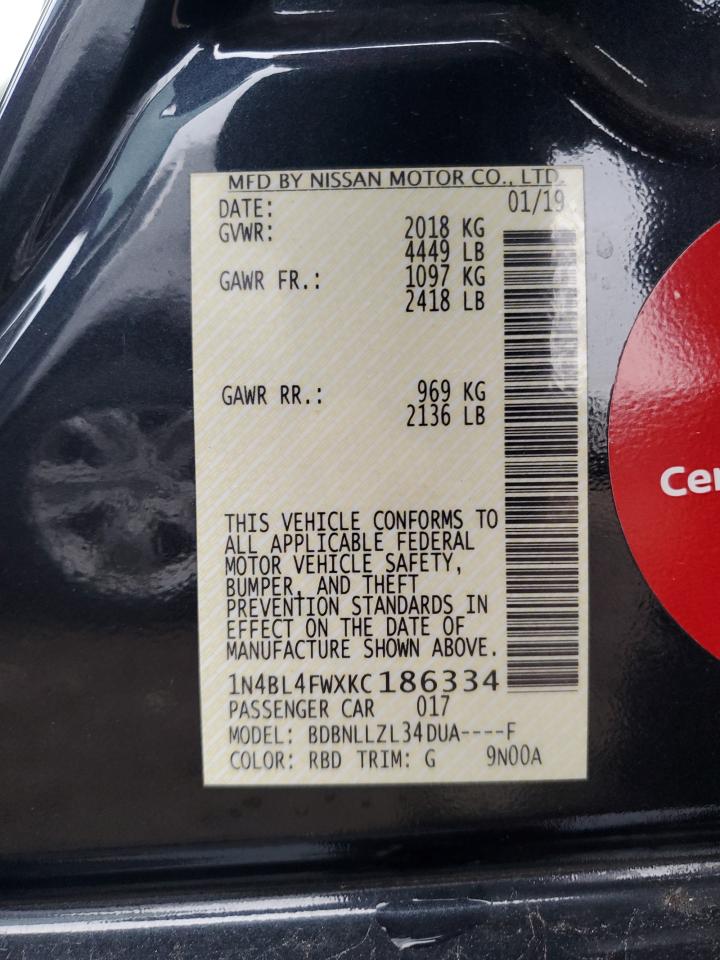 MFD BY NISSAN MOTOR CO., LTD.
DATE: 01/19
GVWR: 2018 KG
4449 LB
GAWR FR.: 1097 KG
2418 LB
GAWR RR.: 969 KG
2136 LB
THIS VEHICLE CONFORMS TO
ALL APPLICABLE FEDERAL
MOTOR VEHICLE SAFETY,
BUMPER, AND THEFT
PREVENTION STANDARDS IN
EFFECT ON THE DATE OF
MANUFACTURE SHOWN ABOVE.
1N4BL4FWXKC186334
PASSENGER CAR 017
MODEL: BDBNLLZL34DUA----F
COLOR: RBD TRIM: G 9N00A
Cer